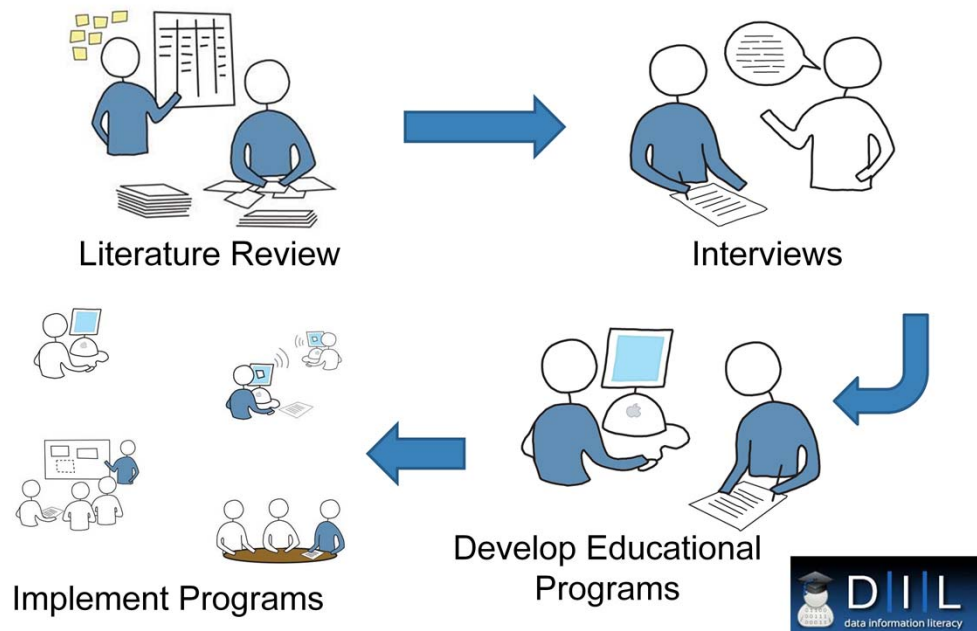 Literature Review
Interviews
Develop Educational
Programs
Implement Programs
D|I|L
data information literacy